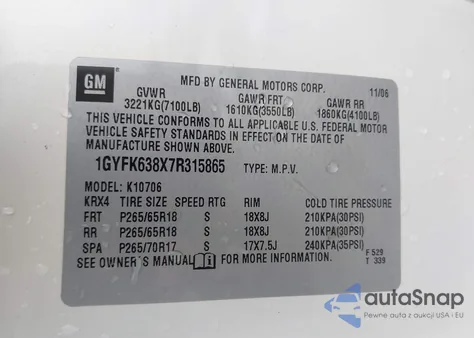 GM
MFD BY GENERAL MOTORS CORP. 11/06
GVWR GAWR FRT GAWR RR
3221KG(7100LB) 1610KG(3550LB) 1860KG(4100LB)
THIS VEHICLE CONFORMS TO ALL APPLICABLE U.S. FEDERAL MOTOR
VEHICLE SAFETY STANDARDS IN EFFECT ON THE DATE OF
MANUFACTURE SHOWN ABOVE.
1GYFK638X7R315865 TYPE: M.P.V.
MODEL: K10706
KRX4 TIRE SIZE SPEED RTG RIM COLD TIRE PRESSURE
FRT P265/65R18 S 18X8J 210KPA(30PSI)
RR P265/65R18 S 18X8J 210KPA(30PSI)
SPA P265/70R17 S 17X7.5J 240KPA(35PSI)
SEE OWNER'S MANUAL FOR MORE INFORMATION. F 529
T 339
autoSnap
Pewne auta z aukcji USA - EU